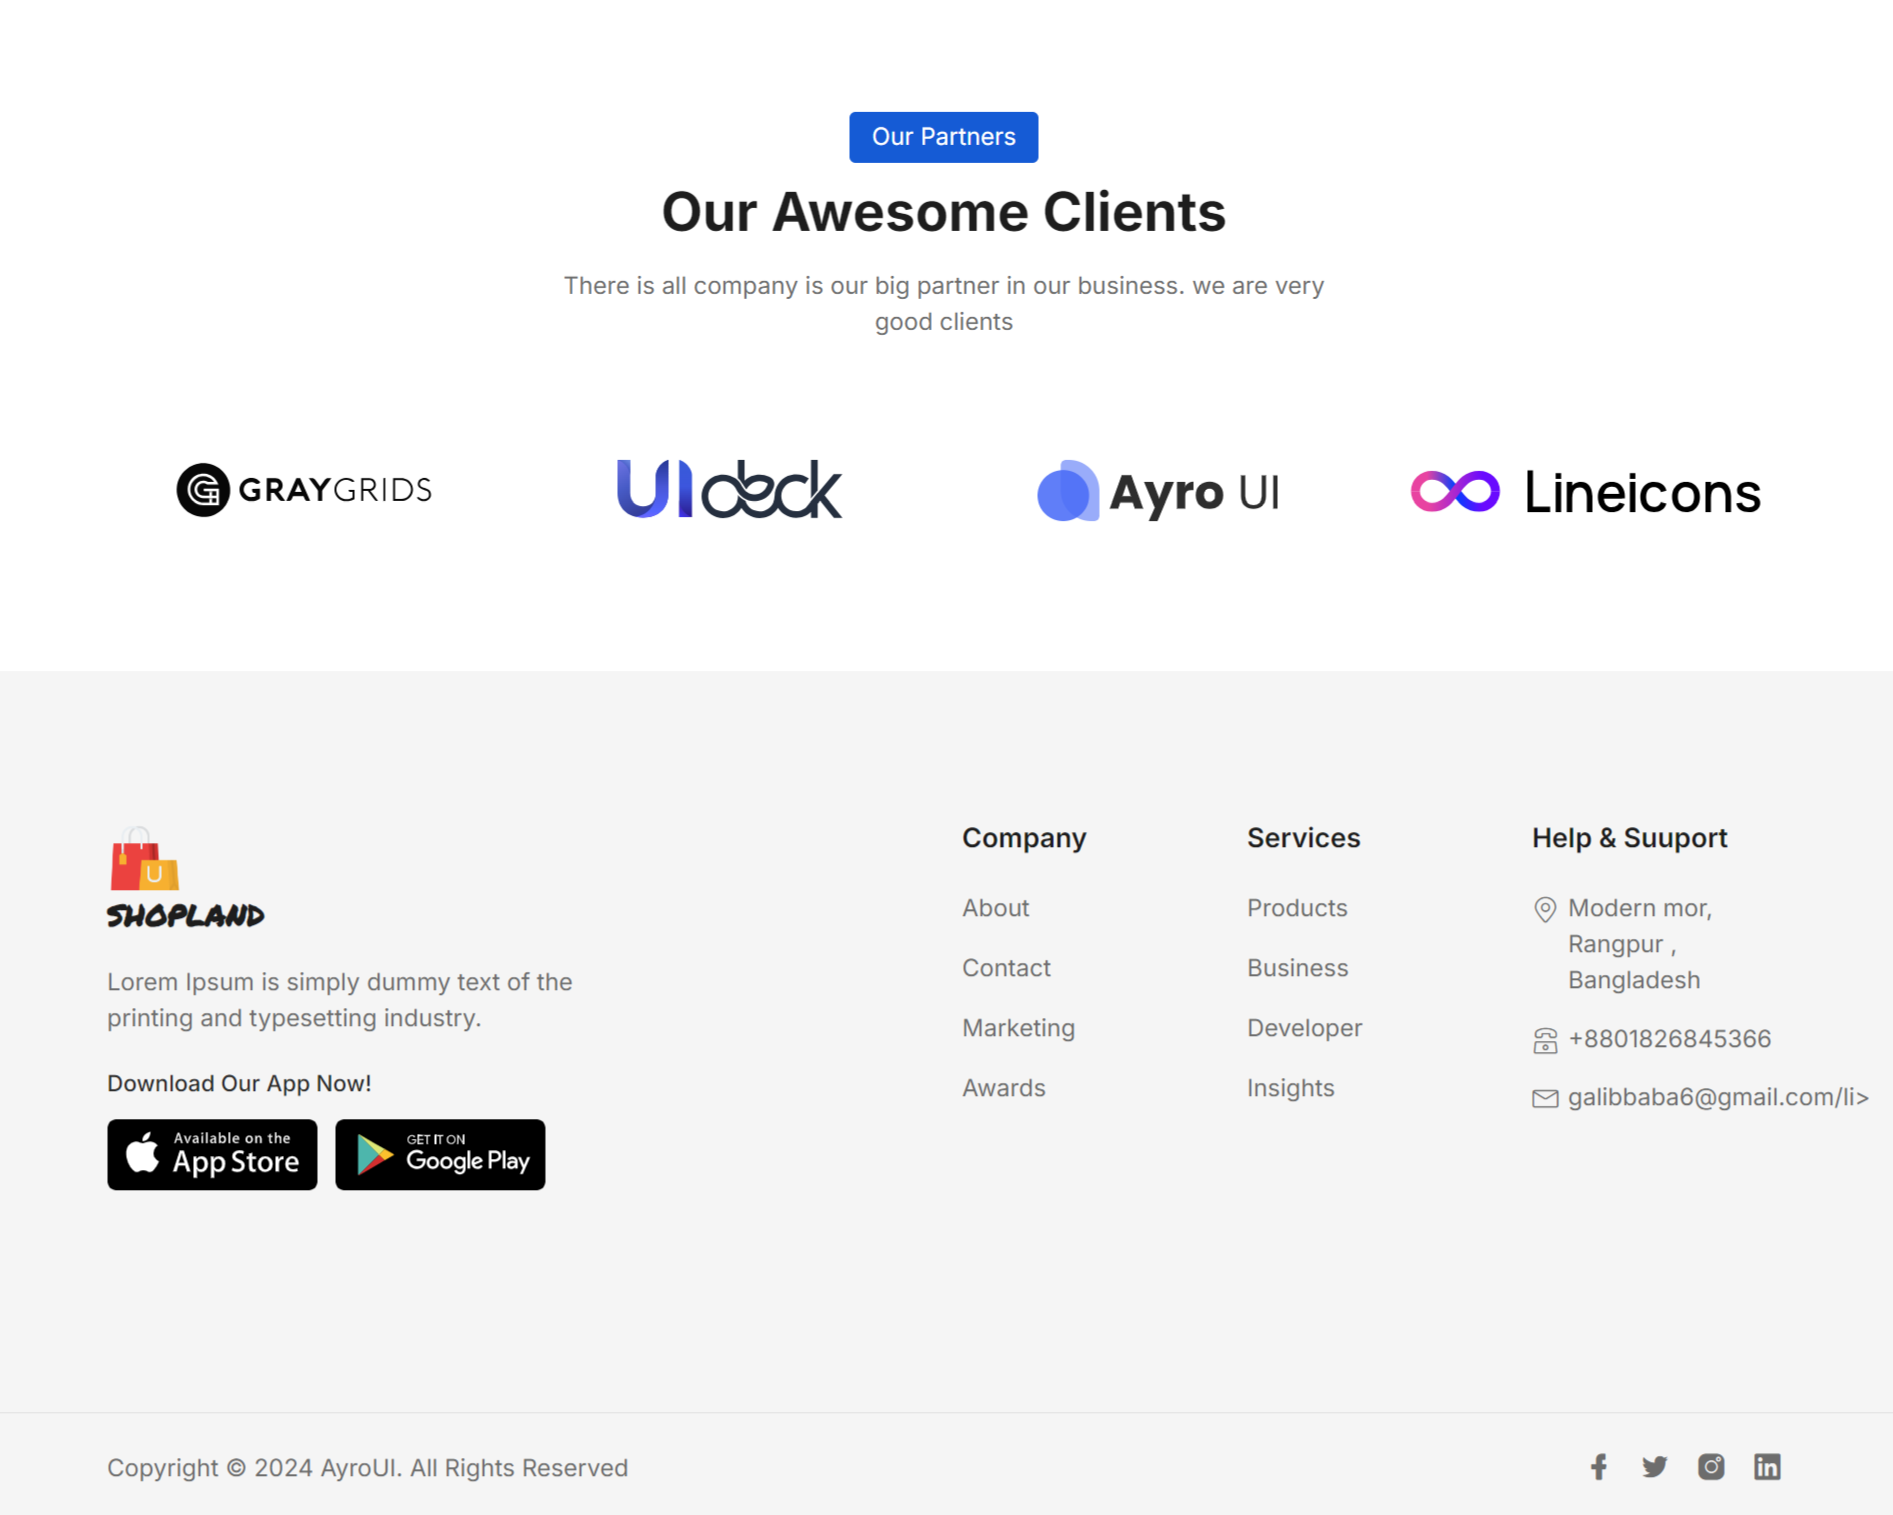 Our Partners
Our Awesome Clients
There is all company is our big partner in our business. we are very
good clients
GRAYGRIDS
UIdeck
Ayro UI
Lineicons
U
SHOPLAND
Lorem Ipsum is simply dummy text of the
printing and typesetting industry.
Download Our App Now!
Available on the
App Store
GET IT ON
Google Play
Company
About
Contact
Marketing
Awards
Services
Products
Business
Developer
Insights
Help & Suuport
Modern mor,
Rangpur ,
Bangladesh
+8801826845366
galibbaba6@gmail.com/li>
Copyright © 2024 AyroUI. All Rights Reserved